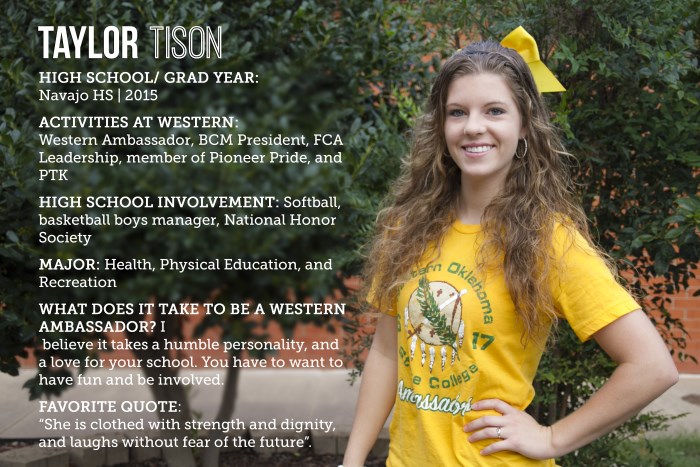 TAYLOR TISON
HIGH SCHOOL/ GRAD YEAR:
Navajo HS | 2015
ACTIVITIES AT WESTERN:
Western Ambassador, BCM President, FCA
Leadership, member of Pioneer Pride, and
PTK
HIGH SCHOOL INVOLVEMENT: Softball,
basketball boys manager, National Honor
Society
MAJOR: Health, Physical Education, and
Recreation
WHAT DOES IT TAKE TO BE A WESTERN
AMBASSADOR? I
believe it takes a humble personality, and
a love for your school. You have to want to
have fun and be involved.
FAVORITE QUOTE:
"She is clothed with strength and dignity,
and laughs without fear of the future".
Oklahoma
17
College
Ambassador